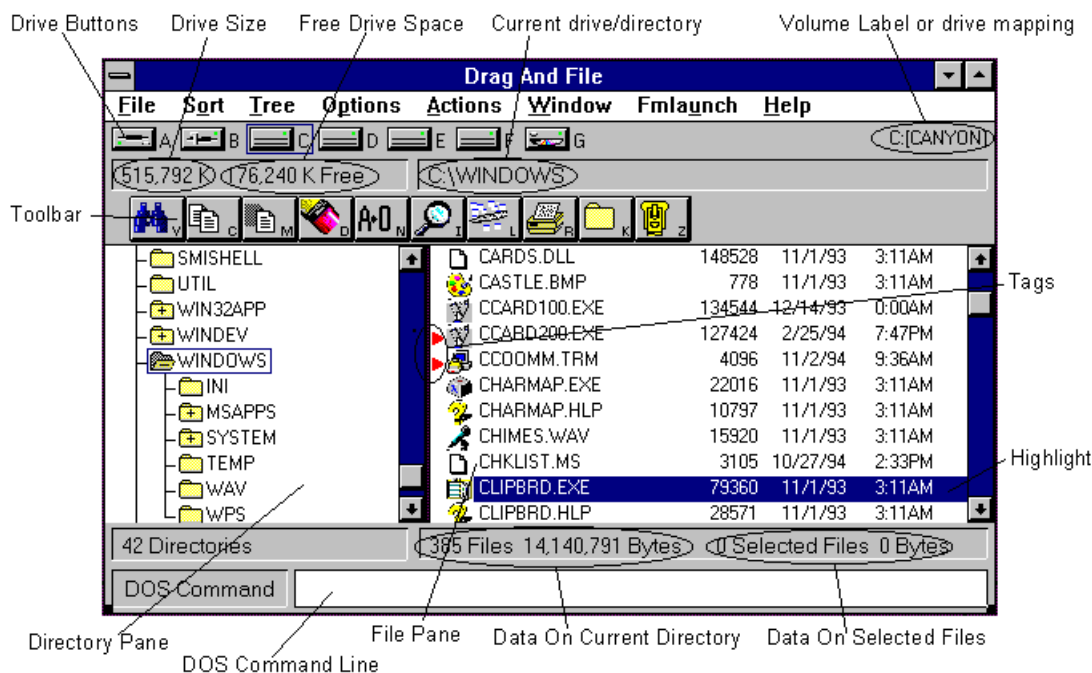 Drive Buttons Drive Size Free Drive Space Current drive/directory Volume Label or drive mapping
Drag And File
File Sort Tree Options Actions Window Fmlaunch Help
A B C D E F G C:[CANYON]
515,792 K 176,240 K Free C:\WINDOWS
Toolbar V C M D A▸O N I L R K Z
SMISHELL
UTIL
WIN32APP
WINDEV
WINDOWS
INI
MSAPPS
SYSTEM
TEMP
WAV
WPS
CARDS.DLL 148528 11/1/93 3:11AM
CASTLE.BMP 778 11/1/93 3:11AM
Tags
CCARD100.EXE 134544 12/14/93 0:00AM
CCARD200.EXE 127424 2/25/94 7:47PM
CCOOMM.TRM 4096 11/2/94 9:36AM
CHARMAP.EXE 22016 11/1/93 3:11AM
CHARMAP.HLP 10797 11/1/93 3:11AM
CHIMES.WAV 15920 11/1/93 3:11AM
CHKLIST.MS 3105 10/27/94 2:33PM
Highlight
CLIPBRD.EXE 79360 11/1/93 3:11AM
CLIPBRD.HLP 28571 11/1/93 3:11AM
42 Directories 385 Files 14,140,791 Bytes 0 Selected Files 0 Bytes
DOS Command
Directory Pane File Pane Data On Current Directory Data On Selected Files
DOS Command Line